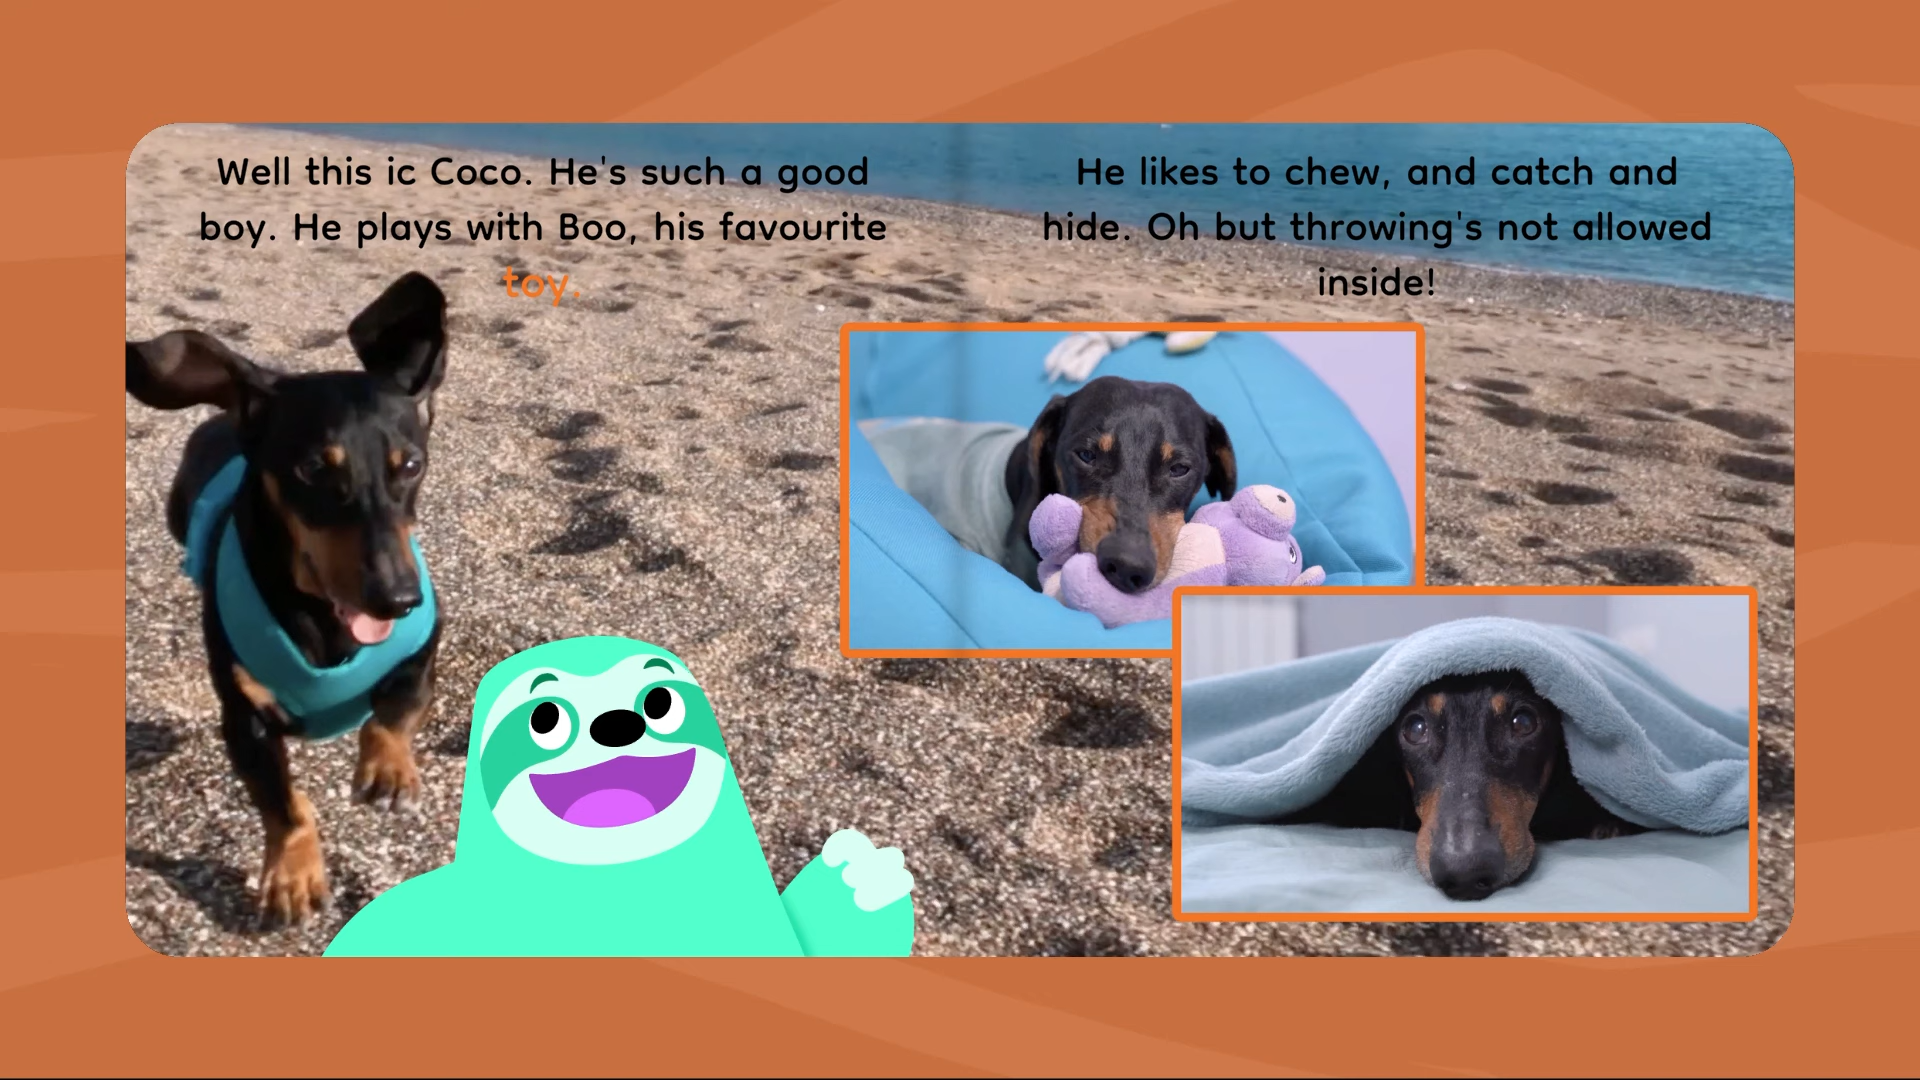 Well this ic Coco. He's such a good
boy. He plays with Boo, his favourite
toy.
He likes to chew, and catch and
hide. Oh but throwing's not allowed
inside!